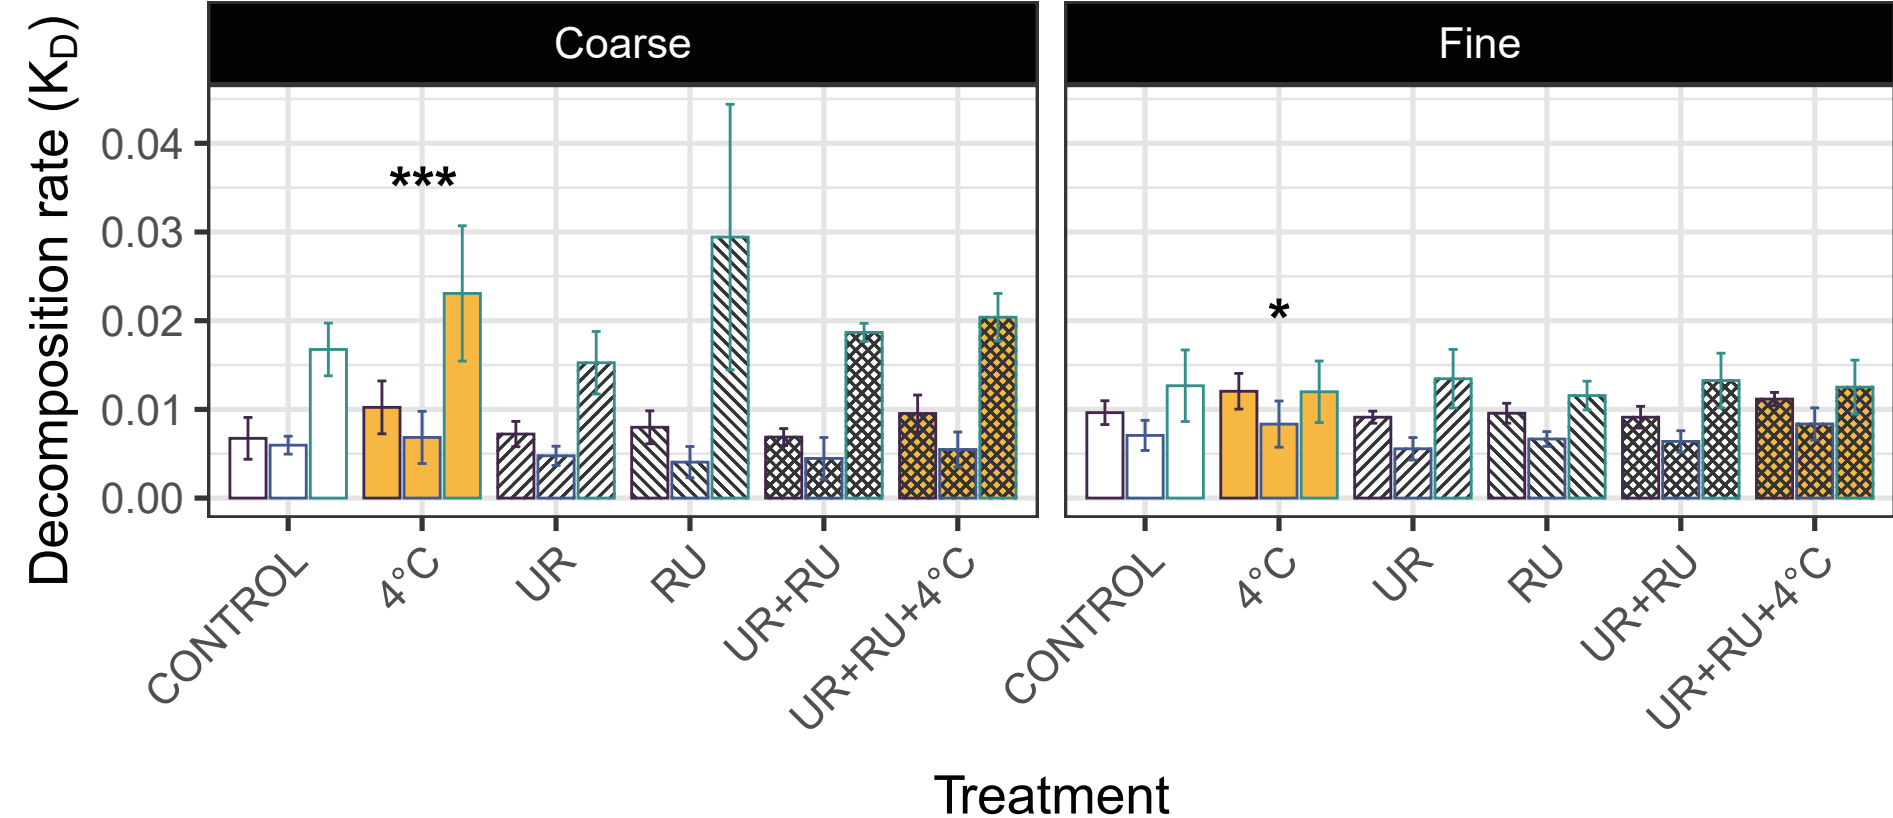 Coarse
Fine
Decomposition rate (K_D)
0.04
0.03
0.02
0.01
0.00
***
*
CONTROL
4°C
UR
RU
UR+RU
UR+RU+4°C
CONTROL
4°C
UR
RU
UR+RU
UR+RU+4°C
Treatment